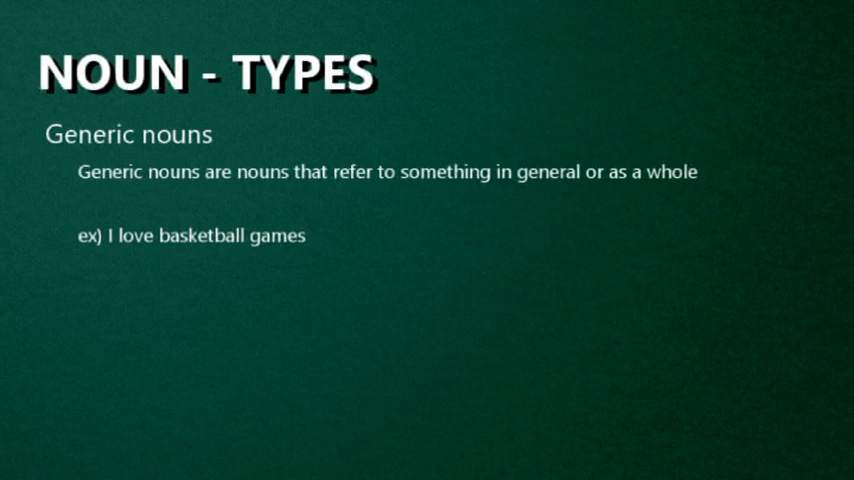 NOUN - TYPES
Generic nouns
Generic nouns are nouns that refer to something in general or as a whole
ex) I love basketball games